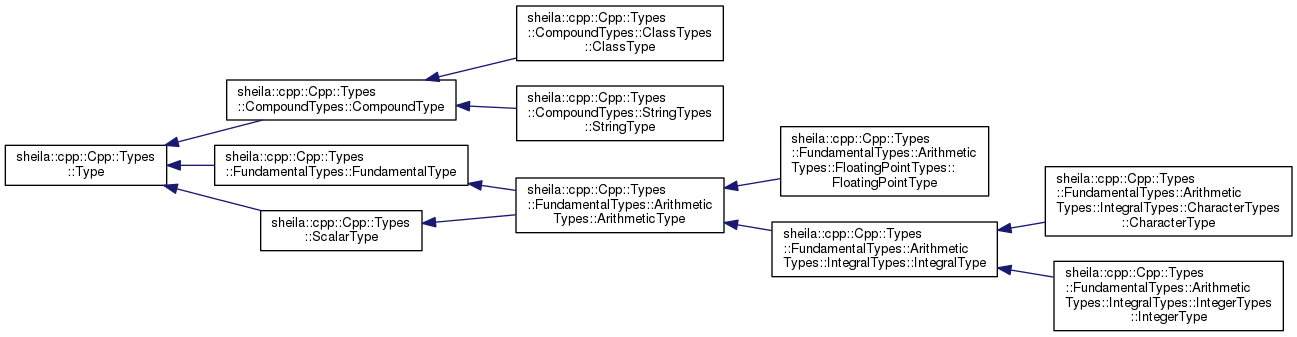 sheila::cpp::Cpp::Types
::CompoundTypes::ClassTypes
::ClassType
sheila::cpp::Cpp::Types
::CompoundTypes::CompoundType
sheila::cpp::Cpp::Types
::CompoundTypes::StringTypes
::StringType
sheila::cpp::Cpp::Types
::Type
sheila::cpp::Cpp::Types
::FundamentalTypes::FundamentalType
sheila::cpp::Cpp::Types
::ScalarType
sheila::cpp::Cpp::Types
::FundamentalTypes::Arithmetic
Types::ArithmeticType
sheila::cpp::Cpp::Types
::FundamentalTypes::Arithmetic
Types::FloatingPointTypes::
FloatingPointType
sheila::cpp::Cpp::Types
::FundamentalTypes::Arithmetic
Types::IntegralTypes::IntegralType
sheila::cpp::Cpp::Types
::FundamentalTypes::Arithmetic
Types::IntegralTypes::CharacterTypes
::CharacterType
sheila::cpp::Cpp::Types
::FundamentalTypes::Arithmetic
Types::IntegralTypes::IntegerTypes
::IntegerType